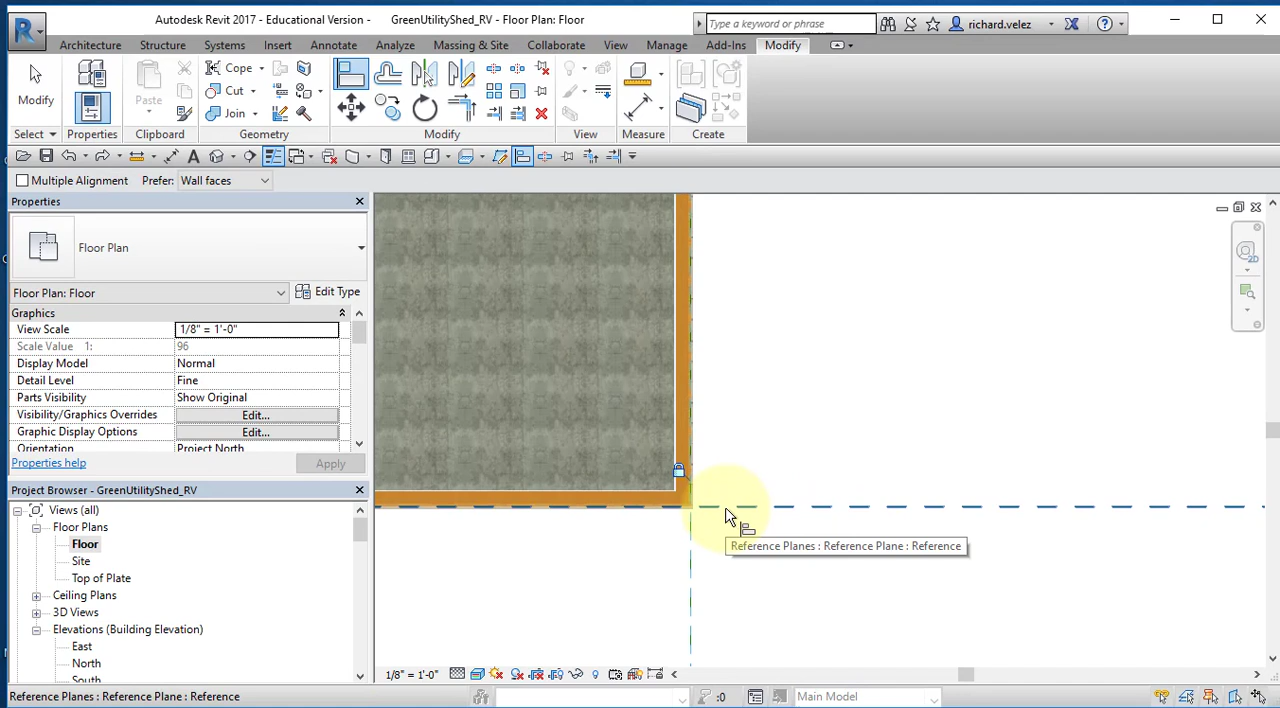 Autodesk Revit 2017 - Educational Version - GreenUtilityShed_RV - Floor Plan: Floor
Type a keyword or phrase
richard.velez
Architecture Structure Systems Insert Annotate Analyze Massing & Site Collaborate View Manage Add-Ins Modify
Modify
Paste
Cope
Cut
Join
Select Properties Clipboard Geometry Modify View Measure Create
Multiple Alignment Prefer: Wall faces
Properties
Floor Plan
Floor Plan: Floor Edit Type
Graphics
View Scale 1/8" = 1'-0"
Scale Value 1: 96
Display Model Normal
Detail Level Fine
Parts Visibility Show Original
Visibility/Graphics Overrides Edit...
Graphic Display Options Edit...
Orientation Project North
Properties help Apply
Project Browser - GreenUtilityShed_RV
Views (all)
Floor Plans
Floor
Site
Top of Plate
Ceiling Plans
3D Views
Elevations (Building Elevation)
East
North
South
2D
Reference Planes : Reference Plane : Reference
1/8" = 1'-0"
Reference Planes : Reference Plane : Reference
:0
Main Model